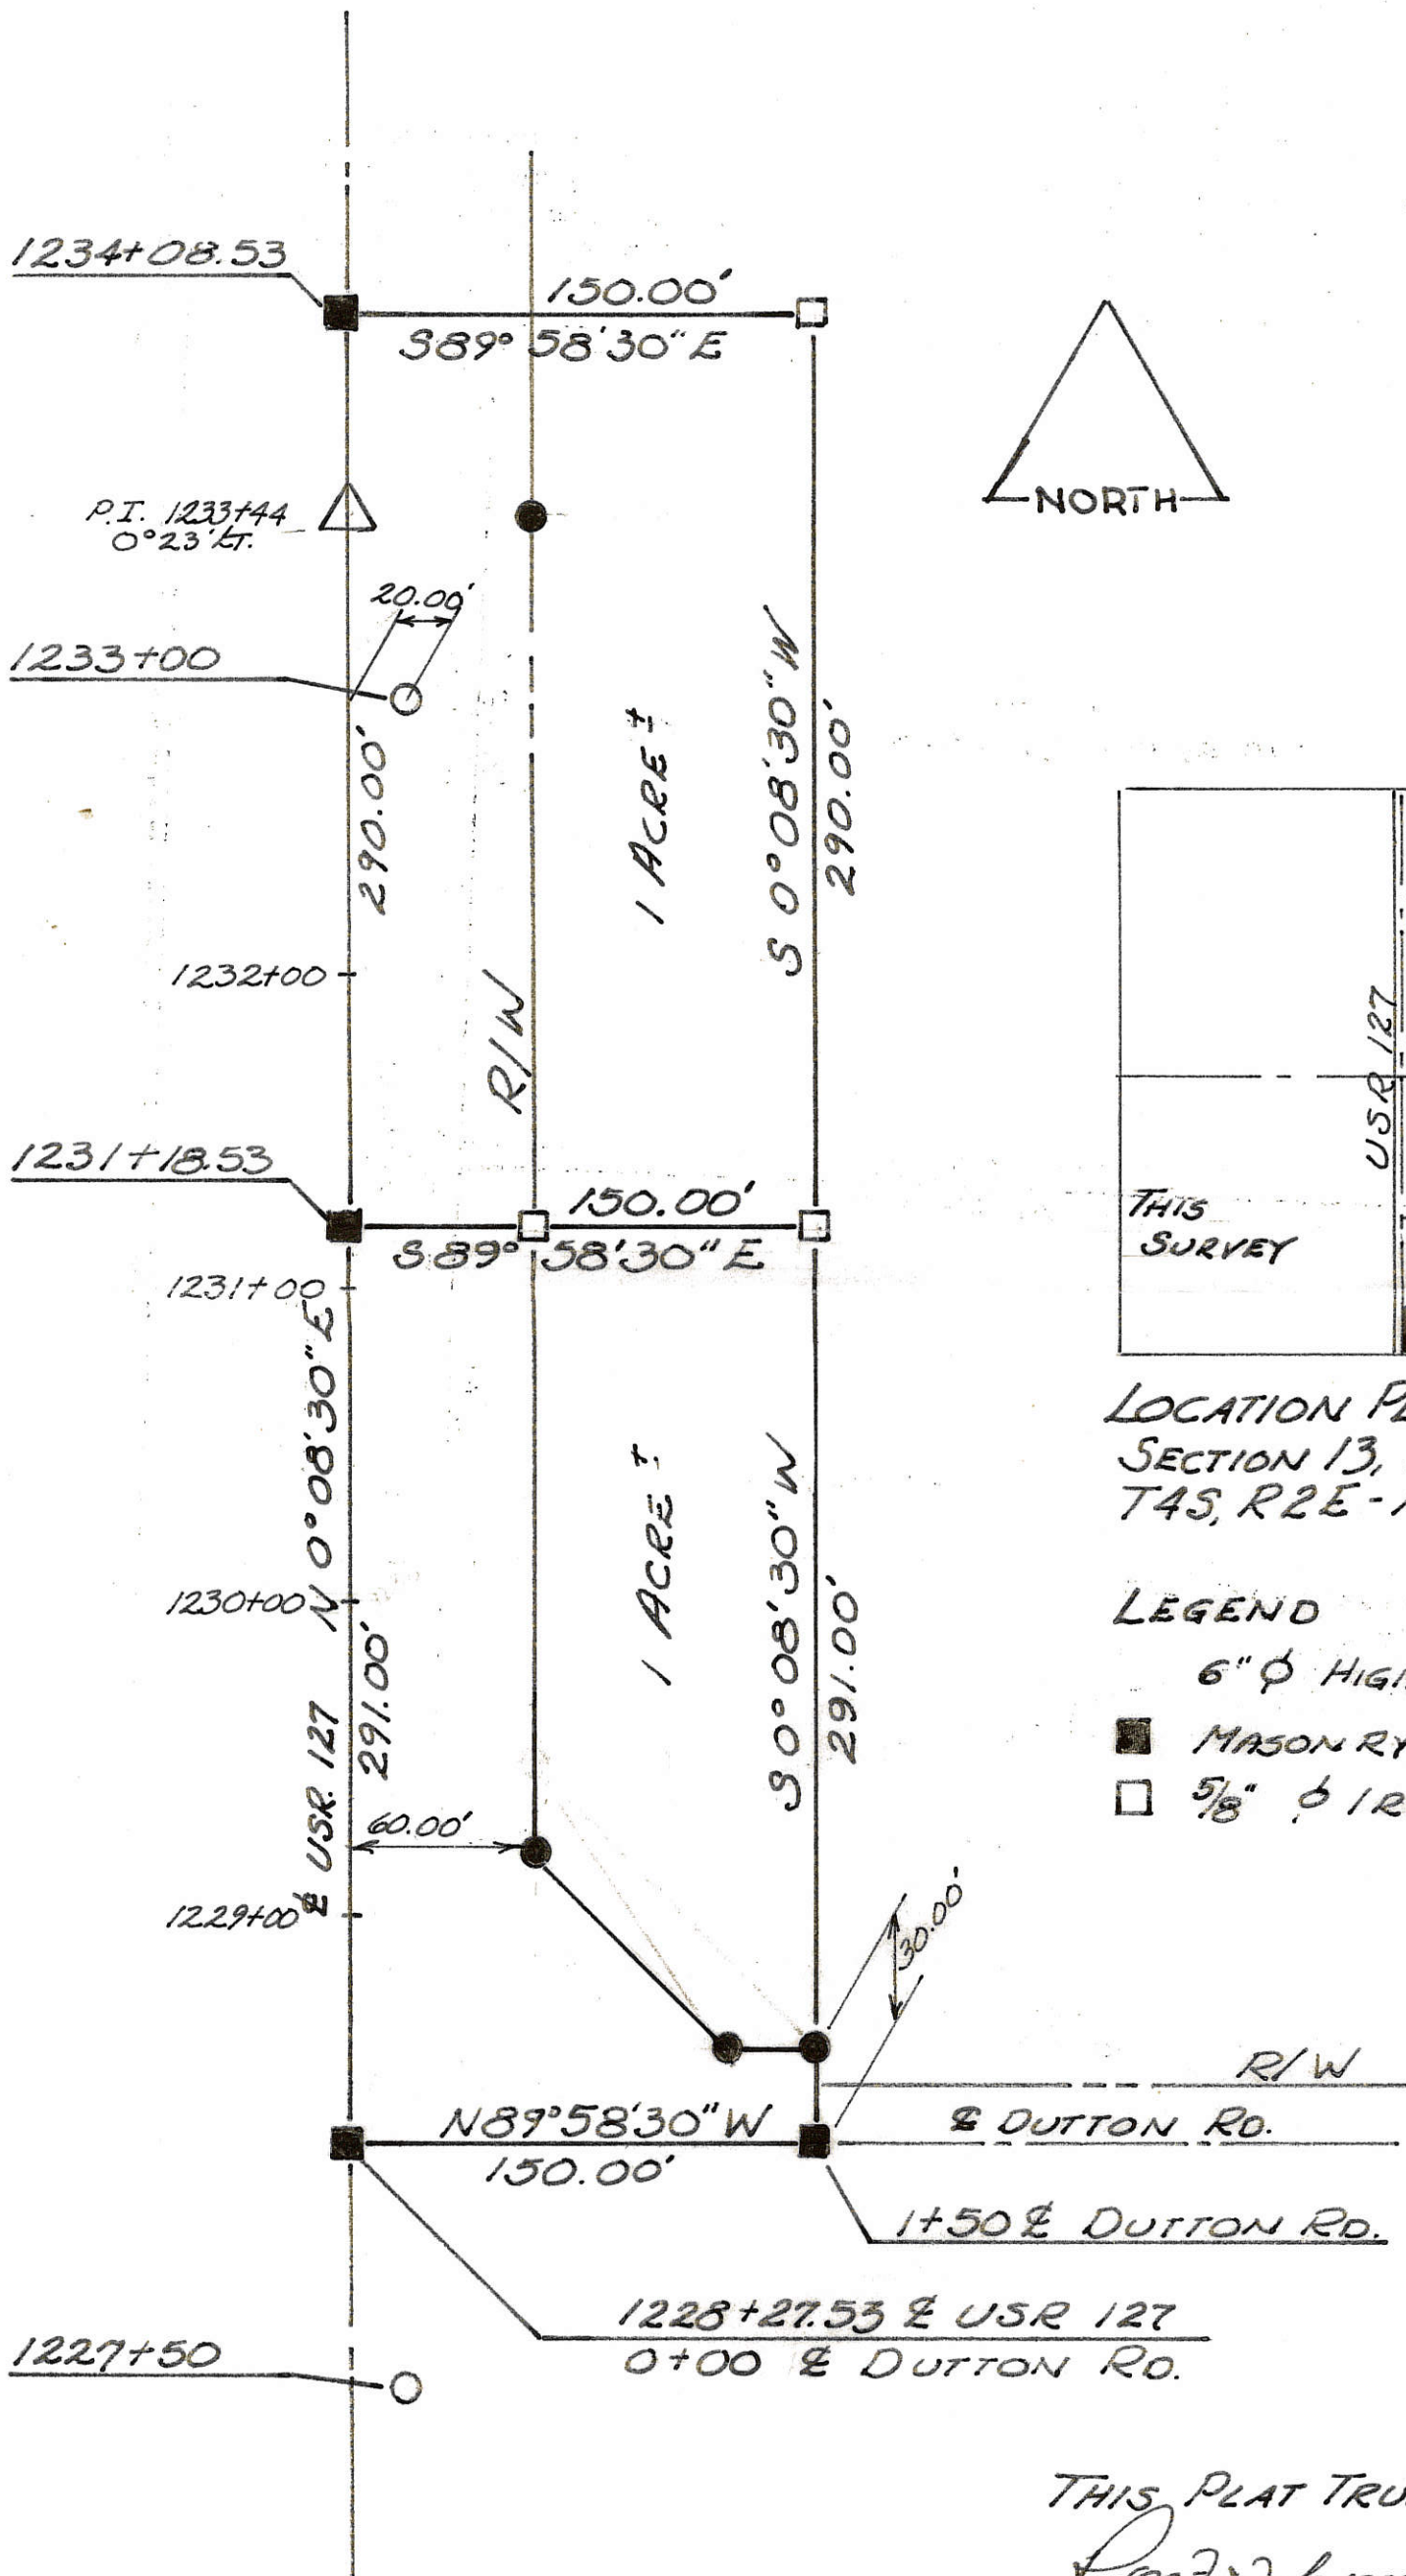 1234+08.53
150.00'
S89° 58'30" E
P.I. 1233+44
0°23' LT.
NORTH
20.00'
1233+00
290.00'
1 ACRE ±
S 0°08'30" W
290.00'
1232+00
R/W
USR 127
1231+18.53
150.00'
S89° 58'30" E
THIS
SURVEY
1231+00
N 0°08'30" E
LOCATION
SECTION 13,
T4S, R2E-
1 ACRE ±
S 0°08'30" W
291.00'
1230+00
LEGEND
6" ϕ
MASONRY
5/8" ϕ
℄ USR. 127
291.00'
60.00'
1229+00
30.00'
R/W
℄ DUTTON RD.
N89°58'30" W
150.00'
1+50 ℄ DUTTON RD.
1228+27.53 ℄ USR 127
0+00 ℄ DUTTON RD.
1227+50
THIS PLAT